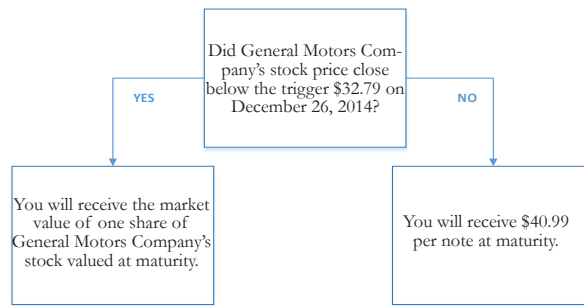 Did General Motors Com-
pany's stock price close
below the trigger $32.79 on
December 26, 2014?
YES
NO
You will receive the market
value of one share of
General Motors Company's
stock valued at maturity.
You will receive $40.99
per note at maturity.